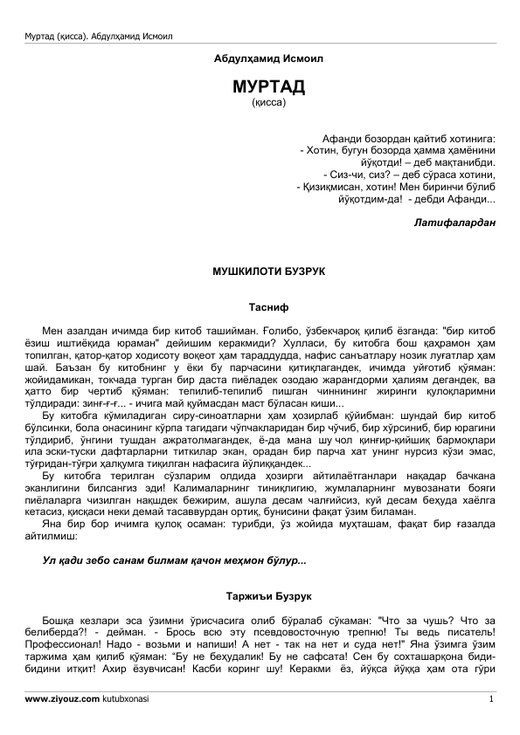 Муртад (қисса). Абдулҳамид Исмоил
Абдулҳамид Исмоил
МУРТАД
(қисса)
Афанди бозордан қайтиб хотинига:
- Хотин, бугун бозорда ҳамма ҳамёнини
йўқотди! – деб мақтанибди.
- Сиз-чи, сиз? – деб сўраса хотини,
- Қизиқмисан, хотин! Мен биринчи бўлиб
йўқотдим-да!  - дебди Афанди...
Латифалардан
МУШКИЛОТИ БУЗРУК
Тасниф
Мен азалдан ичимда бир китоб ташийман. Ғолибо, ўзбекчароқ қилиб ёзганда: "бир китоб
ёзиш иштиёқида юраман" дейишим керакмиди? Хулласи, бу китобга бош қаҳрамон ҳам
топилган, қатор-қатор ходисоту воқеот ҳам тараддудда, нафис санъатлару нозик луғатлар ҳам
шай. Баъзан бу китобнинг у ёки бу парчасини қитиқлагандек, ичимда уйғотиб қўяман:
жойидамикан, токчада турган бир даста пиёладек озодаю жарангдорми ҳалиям дегандек, ва
ҳатто бир чертиб қўяман: тепилиб-тепилиб пишган чиннининг жиринги қулоқларимни
тўлдиради: зинғ-ғ-ғ... - ичига май қуймасдан маст бўласан киши...
Бу китобга кўмиладиган сиру-синоатларни ҳам ҳозирлаб қўйибман: шундай бир китоб
бўлсинки, бола онасининг кўрпа тагидаги чўпчакларидан бир чўчиб, бир хўрсиниб, бир юрагини
тўлдириб, ўнгини тушдан ажратолмагандек, ё-да мана шу чол қинғир-қийшиқ бармоқлари
ила эски-туски дафтарларни титкилар экан, орадан бир парча хат унинг нурсиз кўзи эмас,
тўғридан-тўғри ҳалқумга тиқилган нафасига йўлиққандек...
Бу китобга терилган сўзларим олдида ҳозирги айтилаётганлари нақадар бачкана
эканлигини билсангиз эди! Калималарнинг тиниқлигию, жумлаларнинг мувозанати бояги
пиёлаларга чизилган нақшдек бежирим, ашула десам чалғийсиз, куй десам беҳуда хаёлга
кетасиз, қисқаси неки демай тасаввурдан ортиқ, бунисини фақат ўзим биламан.
Яна бир бор ичимга қулоқ осаман: турибди, ўз жойида муҳташам, фақат бир ғазалда
айтилмиш:
Ул қади зебо санам билмам қачон меҳмон бўлур...
Таржиъи Бузрук
Бошқа кезлари эса ўзимни ўрисчасига олиб бўралаб сўкаман: "Что за чушь? Что за
белиберда?! - дейман. - Брось всю эту псевдовосточную трепню! Ты ведь писатель!
Профессионал! Надо - возьми и напиши! А нет - так на нет и суда нет!" Яна ўзимга ўзим
таржима ҳам қилиб қўяман: “Бу не беҳудалик! Бу не сафсата! Сен бу сохташарқона биди-
бидини итқит! Ахир ёзувчисан! Касби коринг шу! Керакми  ёз, йўқса йўққа ҳам ота гўри
www.ziyouz.com kutubxonasi
1